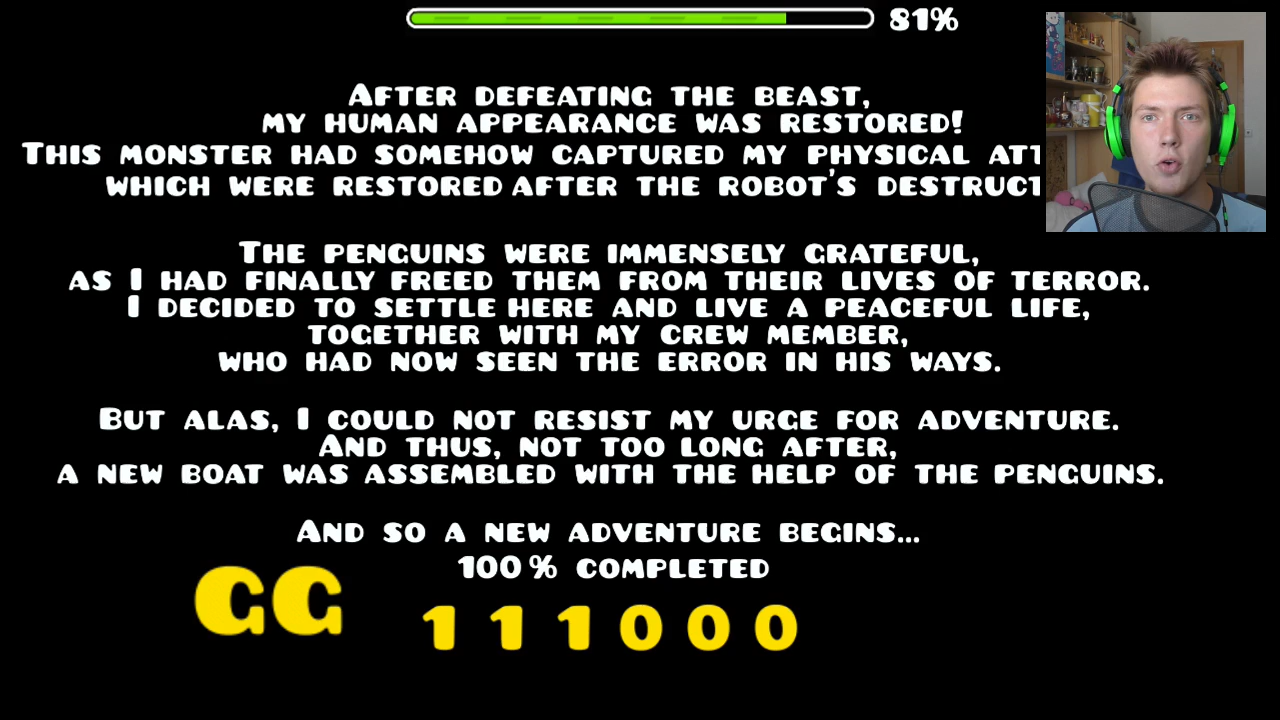 81%
AFTER DEFEATING THE BEAST,
MY HUMAN APPEARANCE WAS RESTORED!
THIS MONSTER HAD SOMEHOW CAPTURED MY PHYSICAL
WHICH WERE RESTORED AFTER THE ROBOT'S
THE PENGUINS WERE IMMENSELY GRATEFUL,
AS I HAD FINALLY FREED THEM FROM THEIR LIVES OF TERROR.
I DECIDED TO SETTLE HERE AND LIVE A PEACEFUL LIFE,
TOGETHER WITH MY CREW MEMBER,
WHO HAD NOW SEEN THE ERROR IN HIS WAYS.
BUT ALAS, I COULD NOT RESIST MY URGE FOR ADVENTURE.
AND THUS, NOT TOO LONG AFTER,
A NEW BOAT WAS ASSEMBLED WITH THE HELP OF THE PENGUINS.
AND SO A NEW ADVENTURE BEGINS...
100% COMPLETED
GG
1 1 1 0 0 0